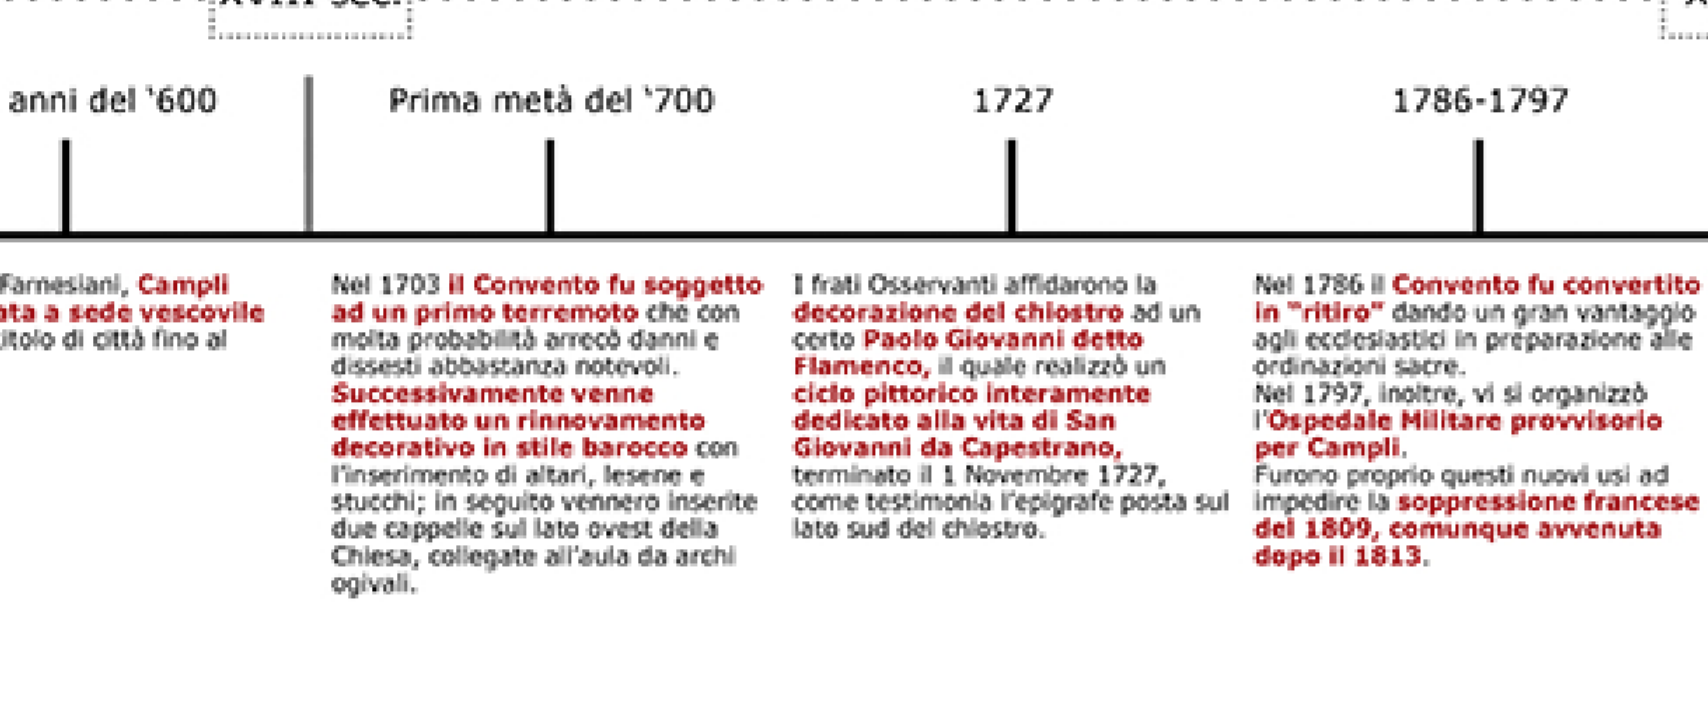 XVIII sec.
anni del ‘600
Prima metà del ‘700
1727
1786-1797
Farnesiani, Campli
ata a sede vescovile
itolo di città fino al
Nel 1703 il Convento fu soggetto
ad un primo terremoto che con
molta probabilità arrecò danni e
dissesti abbastanza notevoli.
Successivamente venne
effettuato un rinnovamento
decorativo in stile barocco con
l'inserimento di altari, lesene e
stucchi; in seguito vennero inserite
due cappelle sul lato ovest della
Chiesa, collegate all'aula da archi
ogivali.
I frati Osservanti affidarono la
decorazione del chiostro ad un
certo Paolo Giovanni detto
Flamenco, il quale realizzò un
ciclo pittorico interamente
dedicato alla vita di San
Giovanni da Capestrano,
terminato il 1 Novembre 1727,
come testimonia l'epigrafe posta sul
lato sud del chiostro.
Nel 1786 il Convento fu convertito
in "ritiro" dando un gran vantaggio
agli ecclesiastici in preparazione alle
ordinazioni sacre.
Nel 1797, inoltre, vi si organizzò
l'Ospedale Militare provvisorio
per Campli.
Furono proprio questi nuovi usi ad
impedire la soppressione francese
del 1809, comunque avvenuta
dopo il 1813.